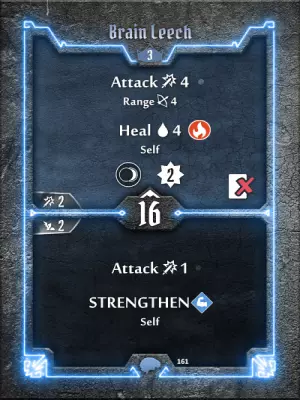 Brain Leech
3
Attack 4
Range 4
Heal 4
Self
2
2
16
2
Attack 1
STRENGTHEN
Self
161